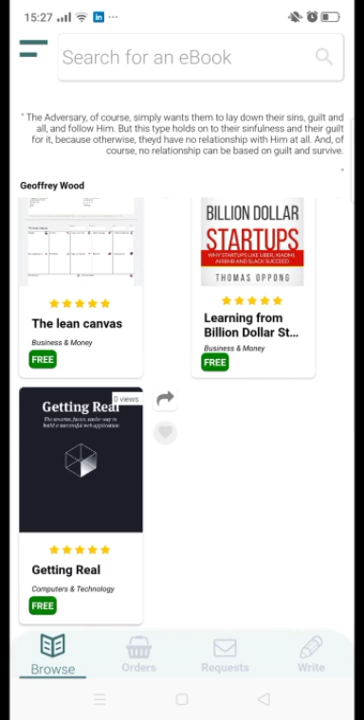 15:27
Search for an eBook
" The Adversary, of course, simply wants them to lay down their sins, guilt and
all, and follow Him. But this type holds on to their sinfulness and their guilt
for it, because otherwise, theyd have no relationship with Him at all. And, of
course, no relationship can be based on guilt and survive.
"
Geoffrey Wood
The lean canvas
Business & Money
FREE
BILLION DOLLAR
STARTUPS
WHY STARTUPS LIKE UBER, XIAOMI
AIRBNB AND SLACK SUCCEED
THOMAS OPPONG
Learning from
Billion Dollar St...
Business & Money
FREE
0 views
Getting Real
The smarter, faster, easier way to
build a successful web application
Getting Real
Computers & Technology
FREE
Browse
Orders
Requests
Write